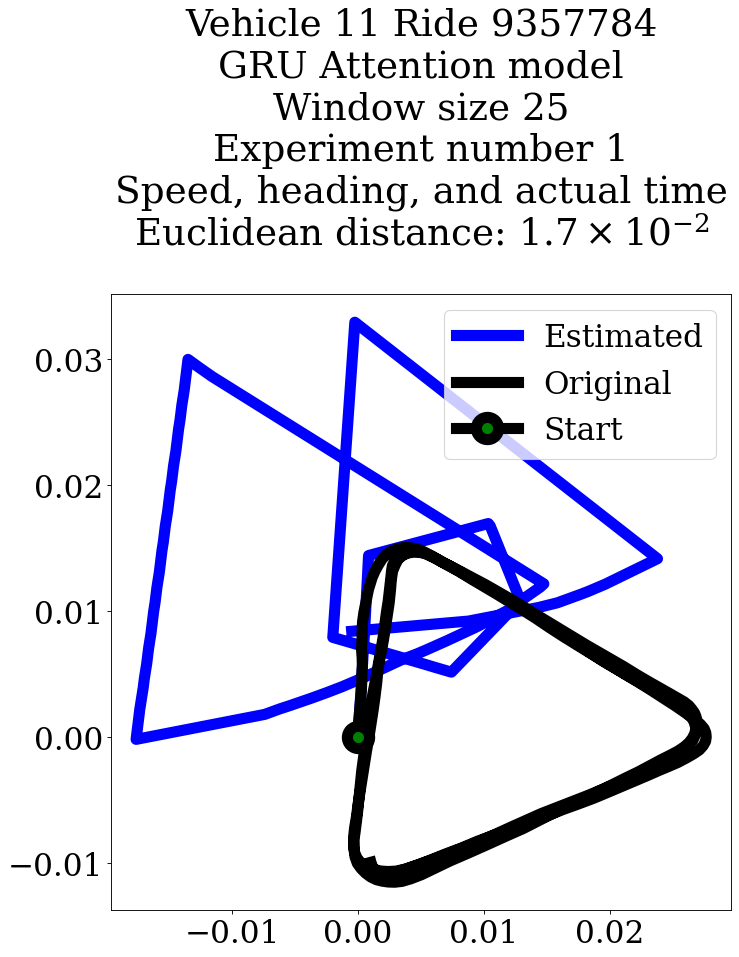 Vehicle 11 Ride 9357784
GRU Attention model
Window size 25
Experiment number 1
Speed, heading, and actual time
Euclidean distance: 1.7 × 10⁻²
Estimated
Original
Start
0.03
0.02
0.01
0.00
−0.01
−0.01 0.00 0.01 0.02